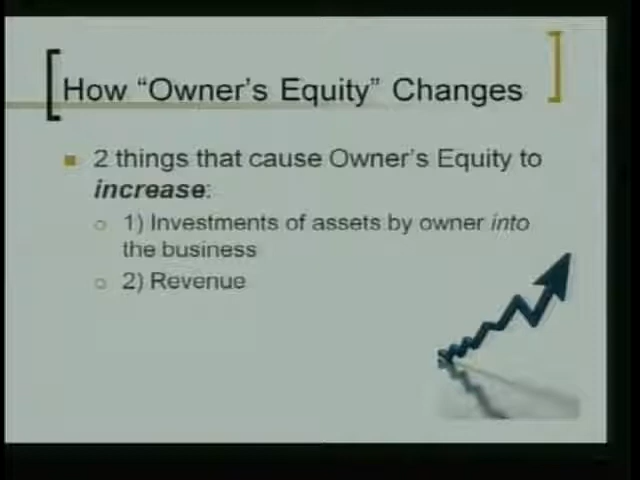 How “Owner’s Equity” Changes
2 things that cause Owner’s Equity to
increase:
1) Investments of assets by owner into
the business
2) Revenue